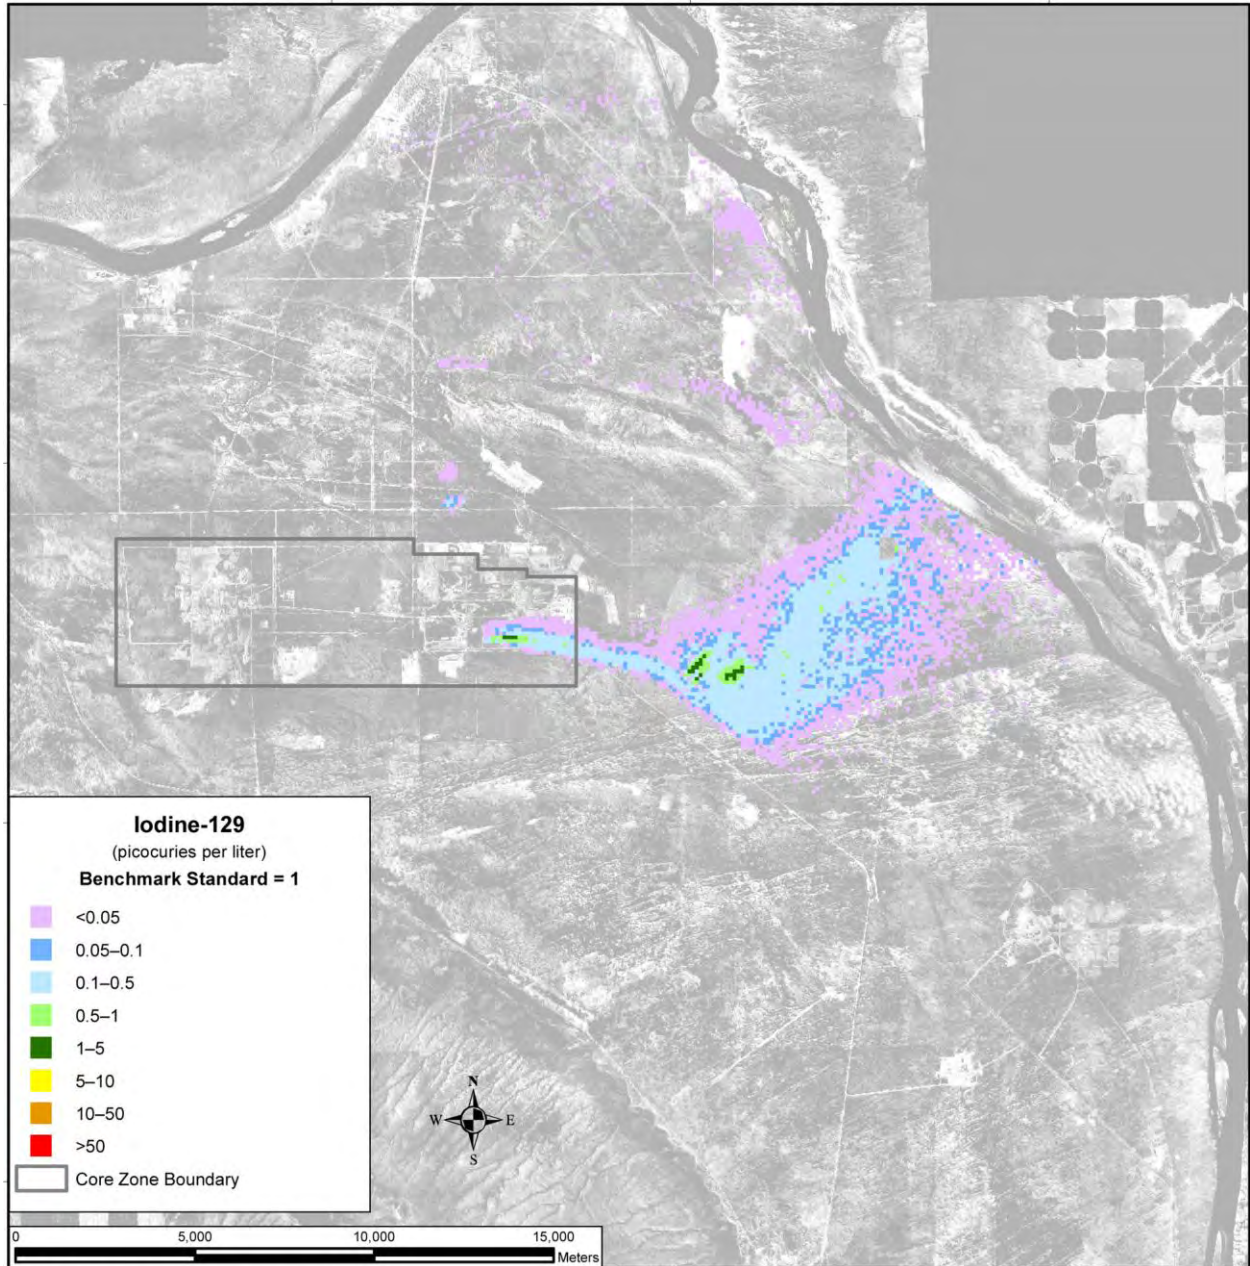 Iodine-129
(picocuries per liter)
Benchmark Standard = 1
<0.05
0.05–0.1
0.1–0.5
0.5–1
1–5
5–10
10–50
>50
Core Zone Boundary
N
W E
S
0 5,000 10,000 15,000
Meters